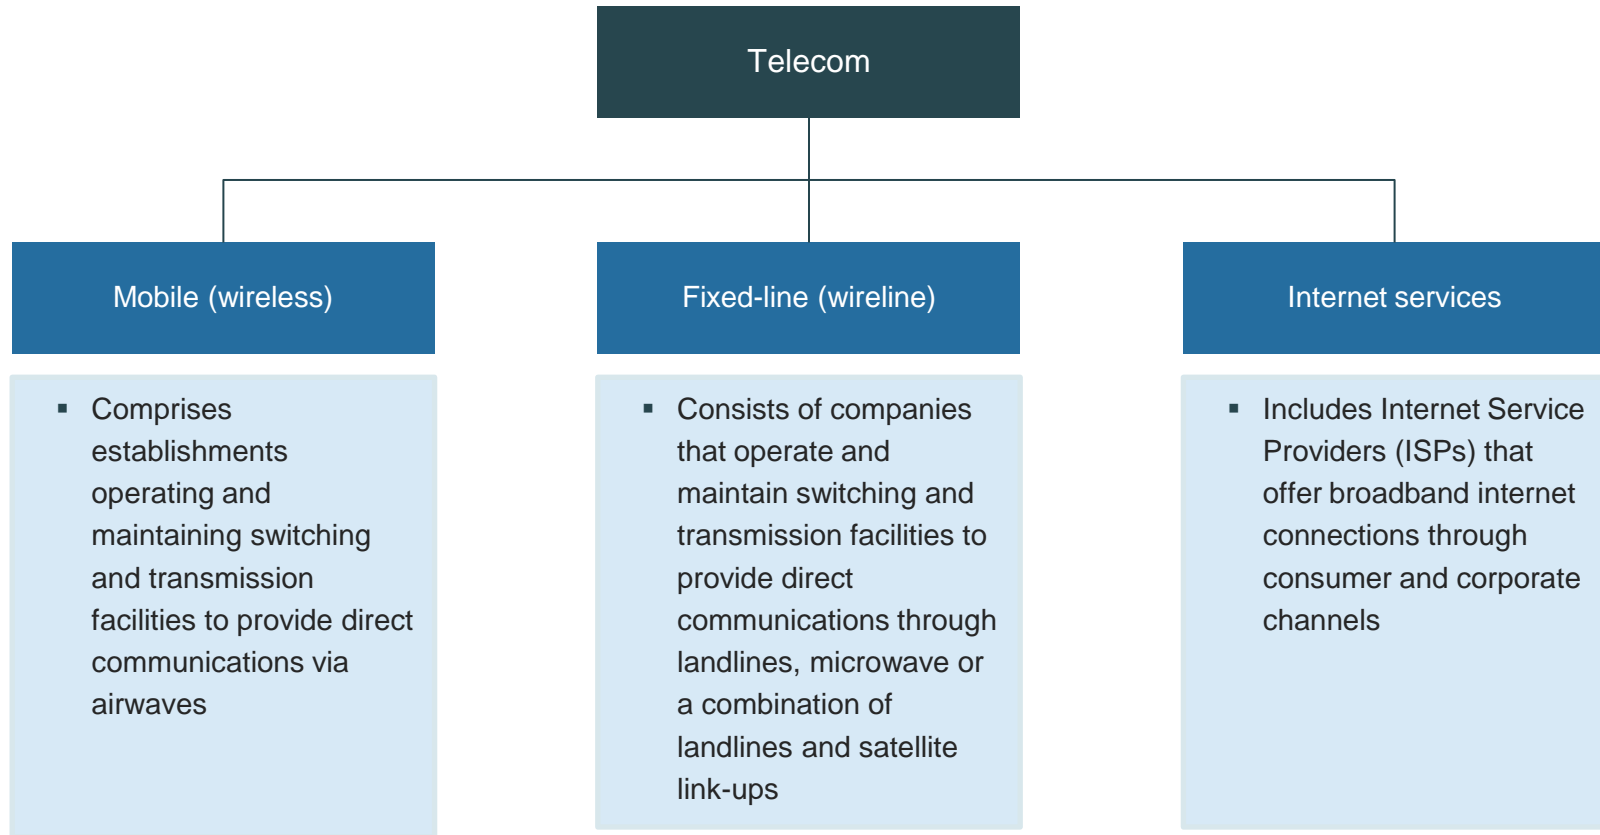 Telecom
Mobile (wireless)
Fixed-line (wireline)
Internet services
▪ Comprises
establishments
operating and
maintaining switching
and transmission
facilities to provide direct
communications via
airwaves
▪ Consists of companies
that operate and
maintain switching and
transmission facilities to
provide direct
communications through
landlines, microwave or
a combination of
landlines and satellite
link-ups
▪ Includes Internet Service
Providers (ISPs) that
offer broadband internet
connections through
consumer and corporate
channels